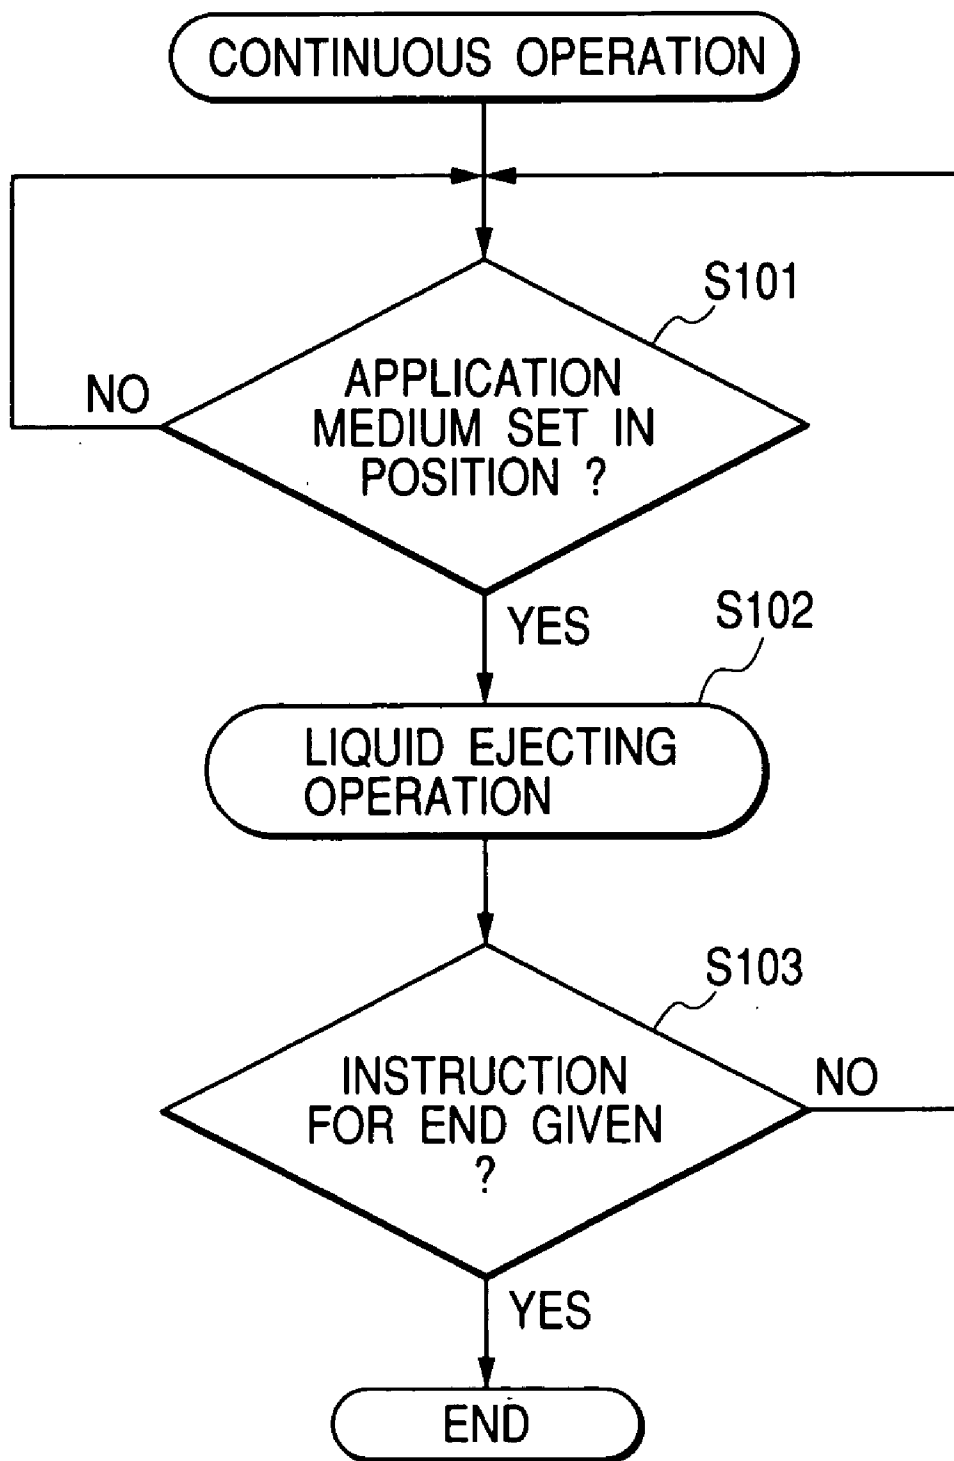 CONTINUOUS OPERATION
S101
APPLICATION
MEDIUM SET IN
POSITION ?
NO
YES
S102
LIQUID EJECTING
OPERATION
S103
INSTRUCTION
FOR END GIVEN
?
NO
YES
END